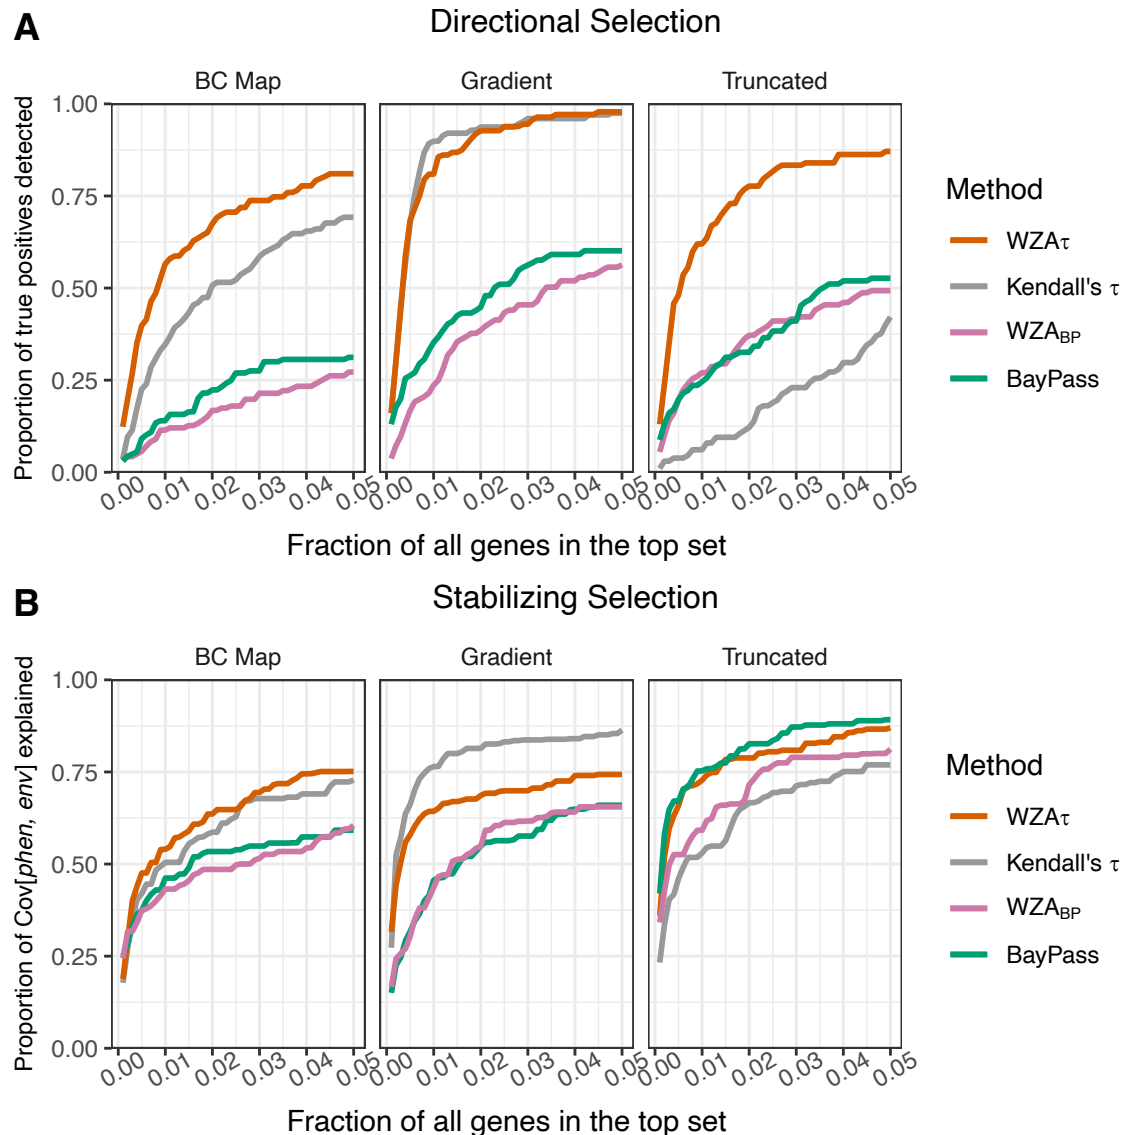 A
Directional Selection
BC Map
Gradient
Truncated
Proportion of true positives detected
1.00
0.75
0.50
0.25
0.00
0.00 0.01 0.02 0.03 0.04 0.05
0.00 0.01 0.02 0.03 0.04 0.05
0.00 0.01 0.02 0.03 0.04 0.05
Fraction of all genes in the top set
Method
WZAτ
Kendall's τ
WZABP
BayPass
B
Stabilizing Selection
BC Map
Gradient
Truncated
Proportion of Cov[phen, env] explained
1.00
0.75
0.50
0.25
0.00
0.00 0.01 0.02 0.03 0.04 0.05
0.00 0.01 0.02 0.03 0.04 0.05
0.00 0.01 0.02 0.03 0.04 0.05
Fraction of all genes in the top set
Method
WZAτ
Kendall's τ
WZABP
BayPass